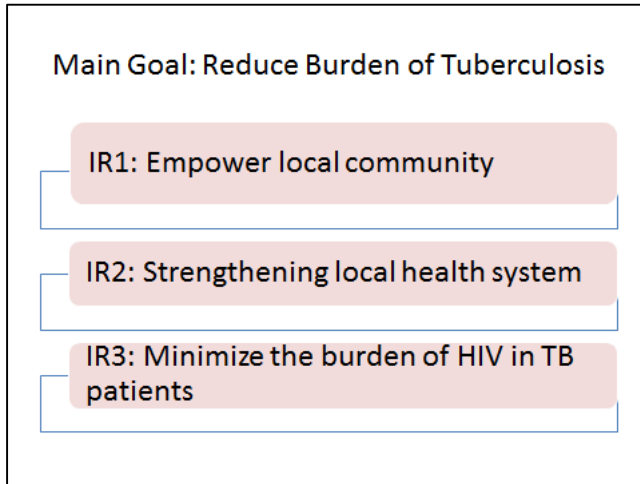 Main Goal: Reduce Burden of Tuberculosis
IR1: Empower local community
IR2: Strengthening local health system
IR3: Minimize the burden of HIV in TB
patients